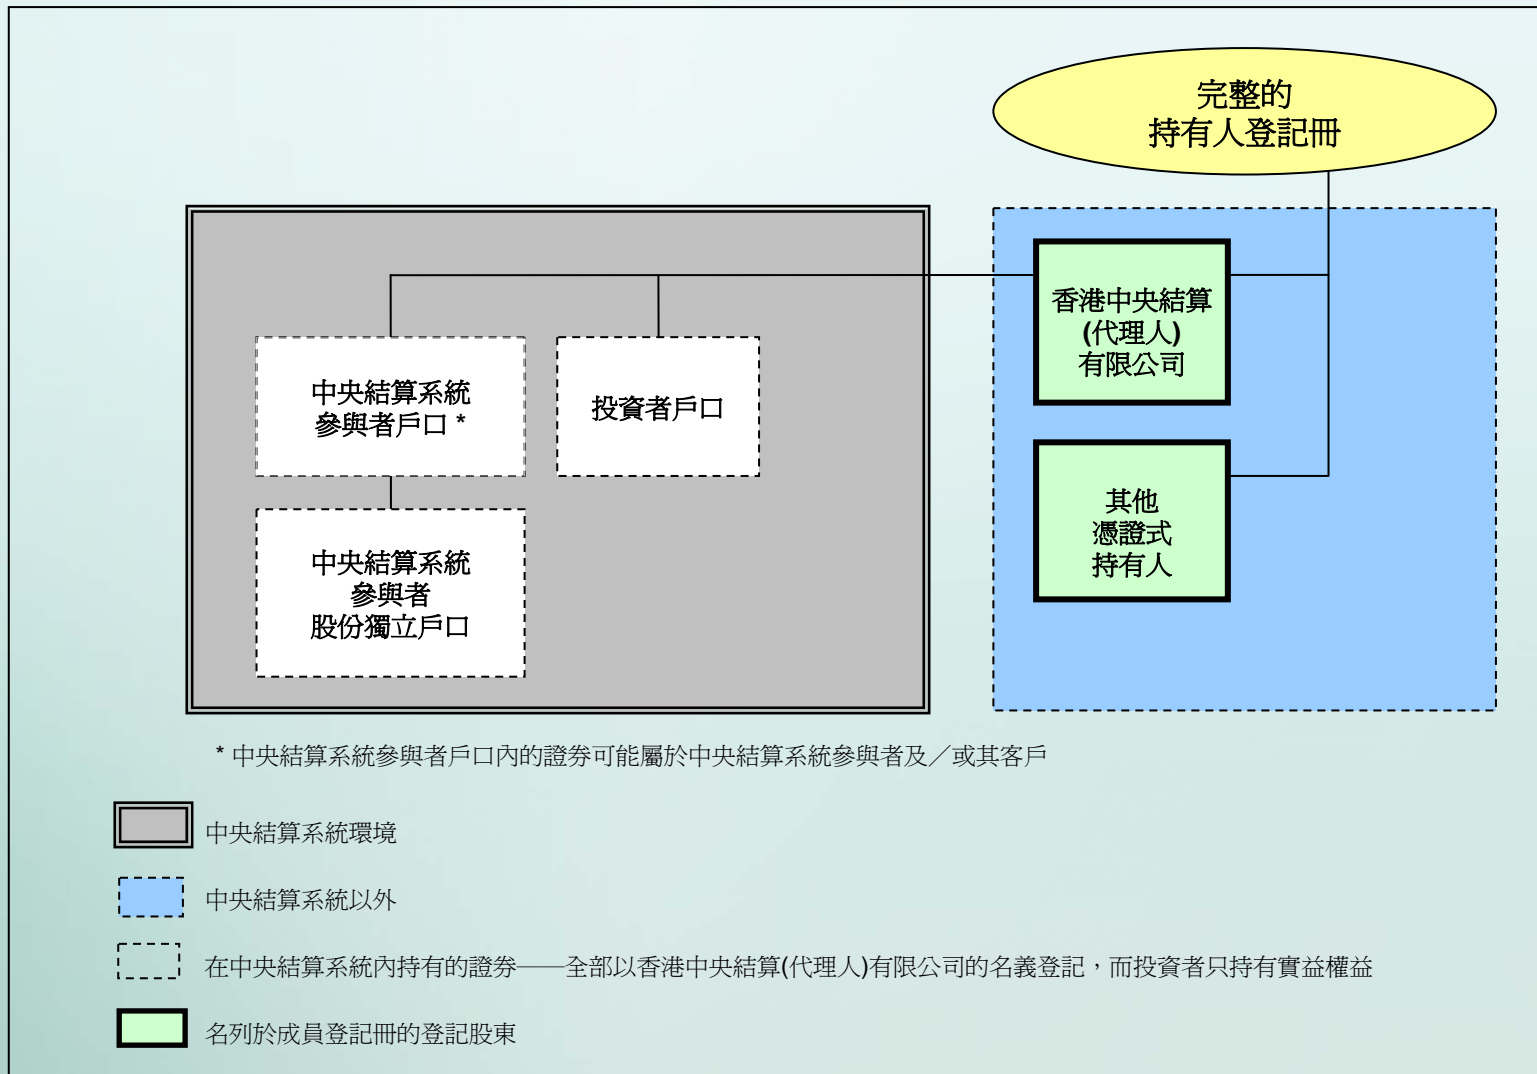 完整的
持有人登記冊
香港中央結算
(代理人)
有限公司
中央結算系統
參與者戶口 *
投資者戶口
其他
憑證式
持有人
中央結算系統
參與者
股份獨立戶口
* 中央結算系統參與者戶口內的證券可能屬於中央結算系統參與者及／或其客戶
中央結算系統環境
中央結算系統以外
在中央結算系統內持有的證券——全部以香港中央結算(代理人)有限公司的名義登記，而投資者只持有實益權益
名列於成員登記冊的登記股東